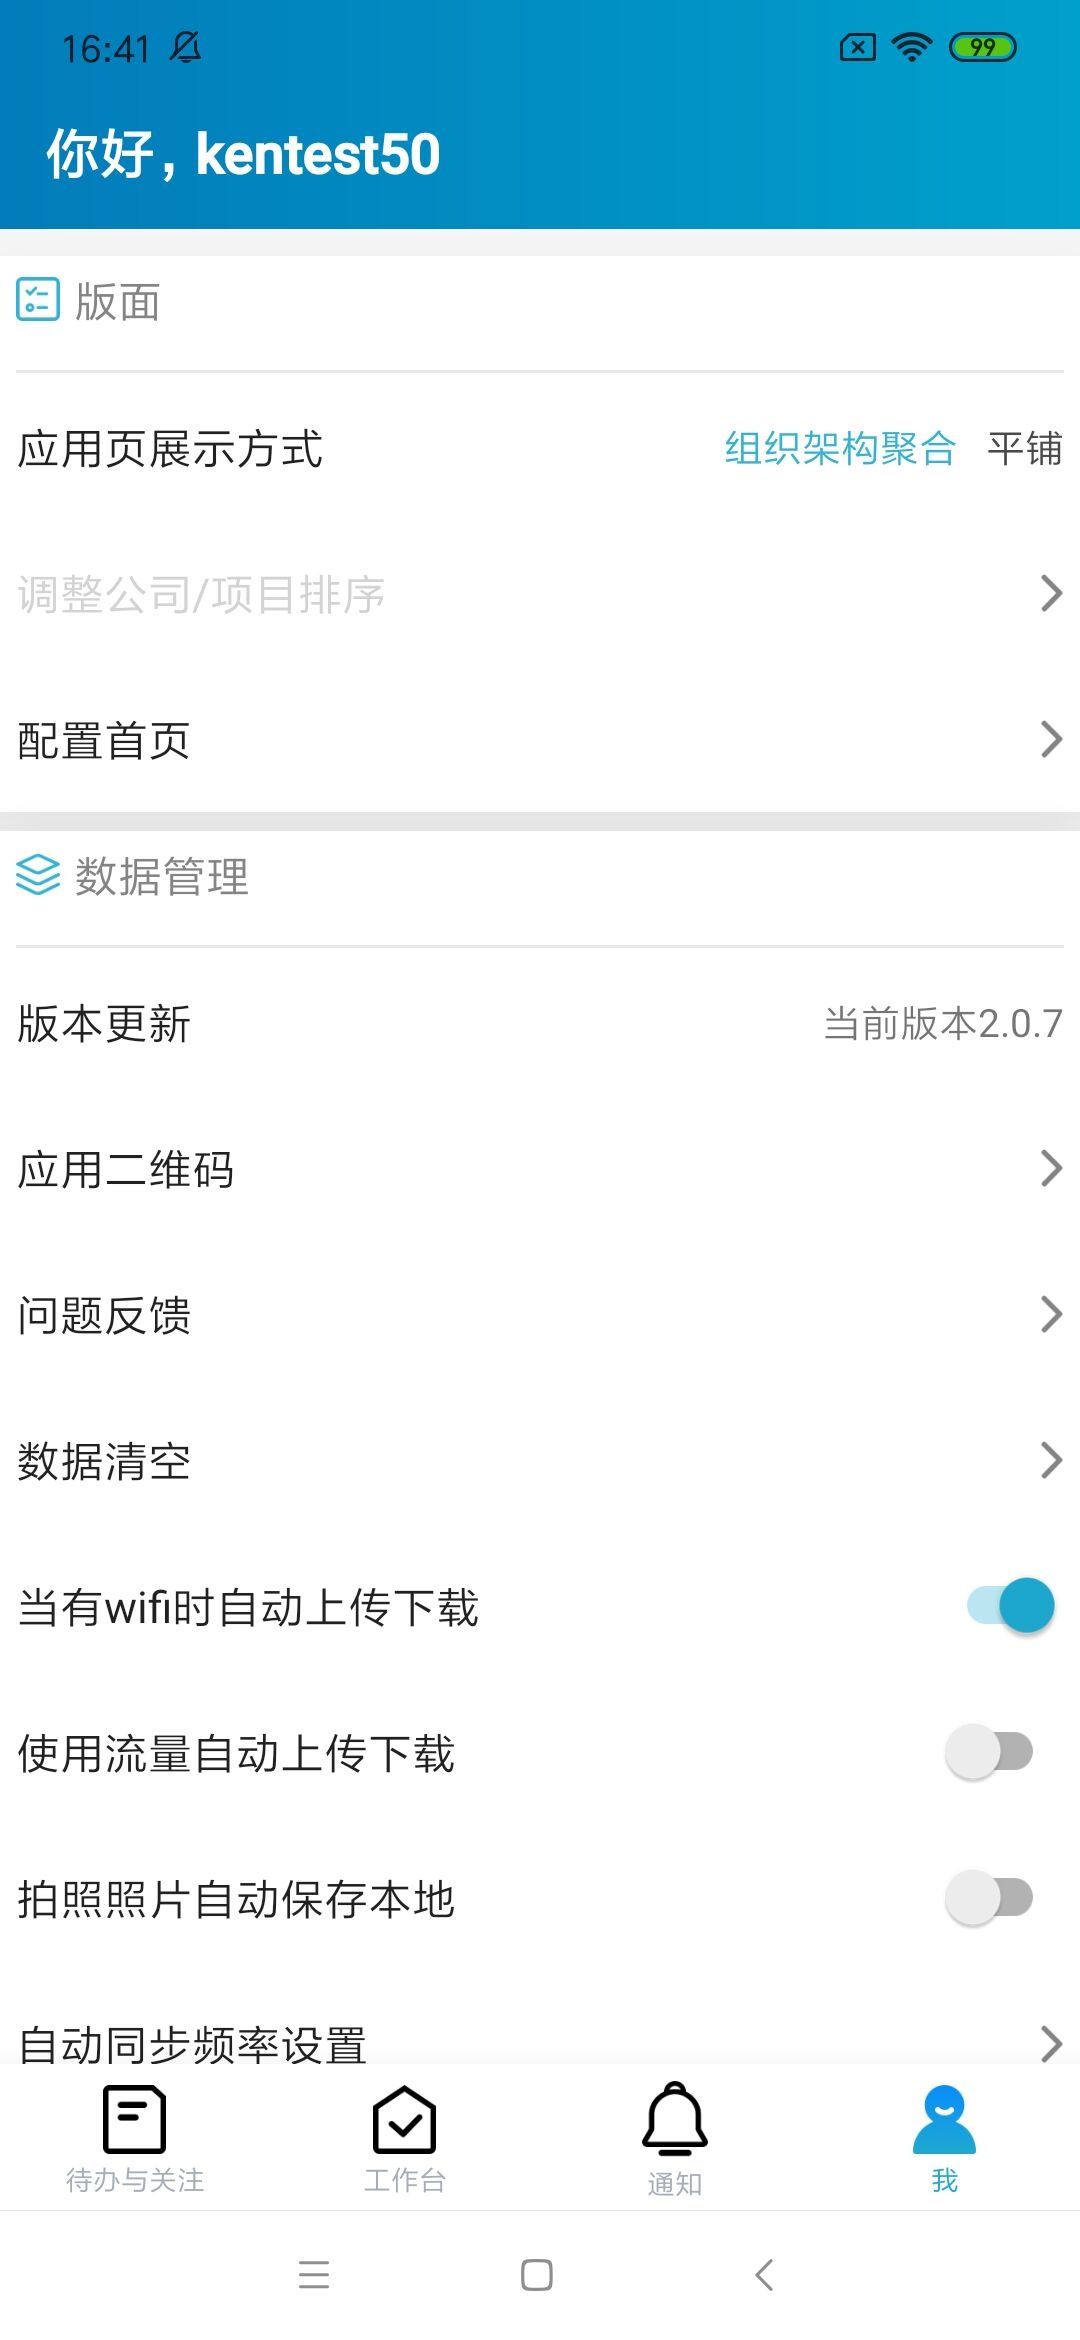 16:41 99
你好，kentest50
版面
应用页展示方式 组织架构聚合 平铺
调整公司/项目排序
配置首页
数据管理
版本更新 当前版本2.0.7
应用二维码
问题反馈
数据清空
当有wifi时自动上传下载
使用流量自动上传下载
拍照照片自动保存本地
自动同步频率设置
待办与关注 工作台 通知 我